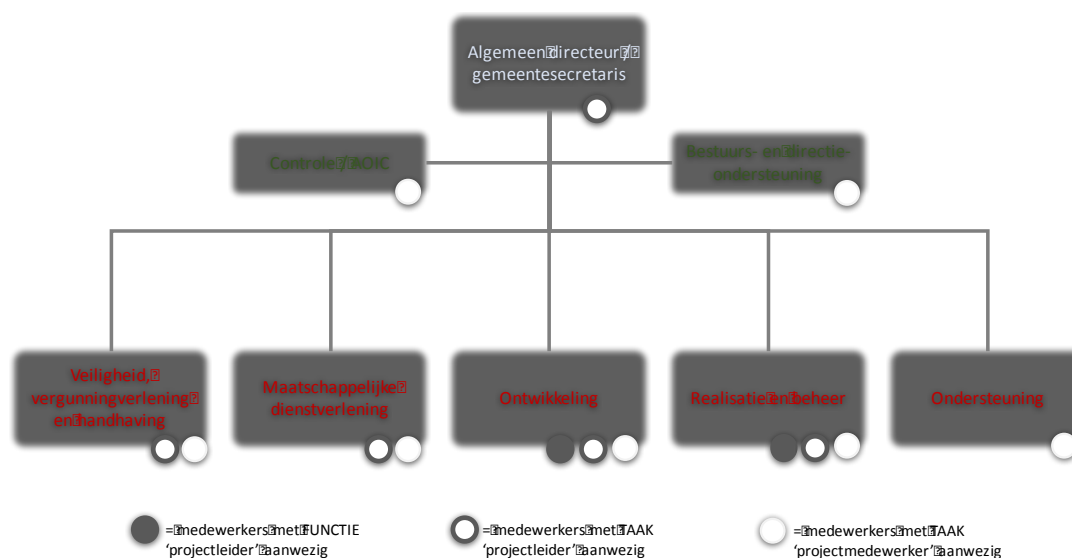 Algemeen directeur /
gemeentesecretaris
Controle / AOIC
Bestuurs- en directie-
ondersteuning
Veiligheid,
vergunningverlening
en handhaving
Maatschappelijke
dienstverlening
Ontwikkeling
Realisatie en beheer
Ondersteuning
= medewerkers met FUNCTIE
'projectleider' aanwezig
= medewerkers met TAAK
'projectleider' aanwezig
= medewerkers met TAAK
'projectmedewerker' aanwezig